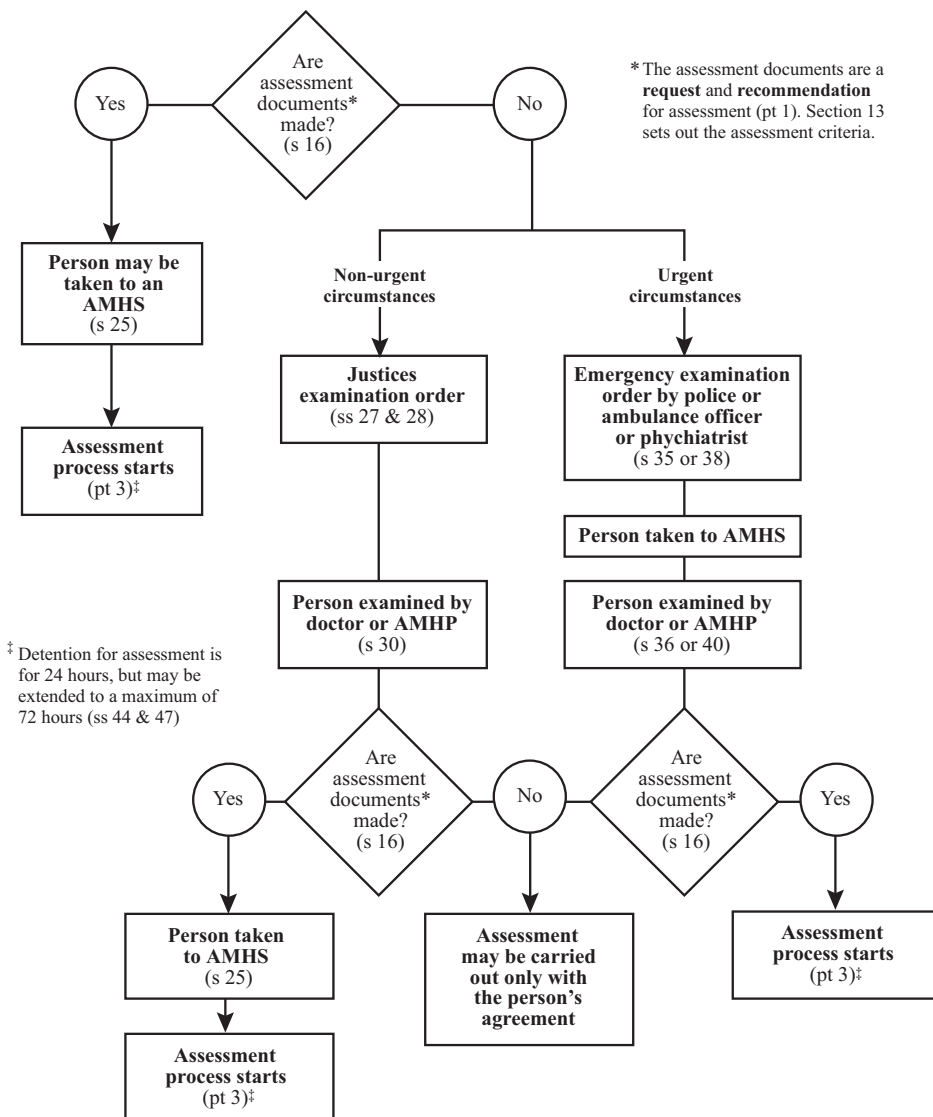 Are
assessment
documents*
made?
(s 16)
Yes
No
* The assessment documents are a
request and recommendation
for assessment (pt 1). Section 13
sets out the assessment criteria.
Person may be
taken to an
AMHS
(s 25)
Non-urgent
circumstances
Urgent
circumstances
Justices
examination order
(ss 27 & 28)
Emergency examination
order by police or
ambulance officer
or phychiatrist
(s 35 or 38)
Assessment
process starts
(pt 3)‡
Person taken to AMHS
Person examined by
doctor or AMHP
(s 30)
Person examined by
doctor or AMHP
(s 36 or 40)
‡ Detention for assessment is
for 24 hours, but may be
extended to a maximum of
72 hours (ss 44 & 47)
Yes
Are
assessment
documents*
made?
(s 16)
No
Are
assessment
documents*
made?
(s 16)
Yes
Person taken
to AMHS
(s 25)
Assessment
may be carried
out only with
the person’s
agreement
Assessment
process starts
(pt 3)‡
Assessment
process starts
(pt 3)‡